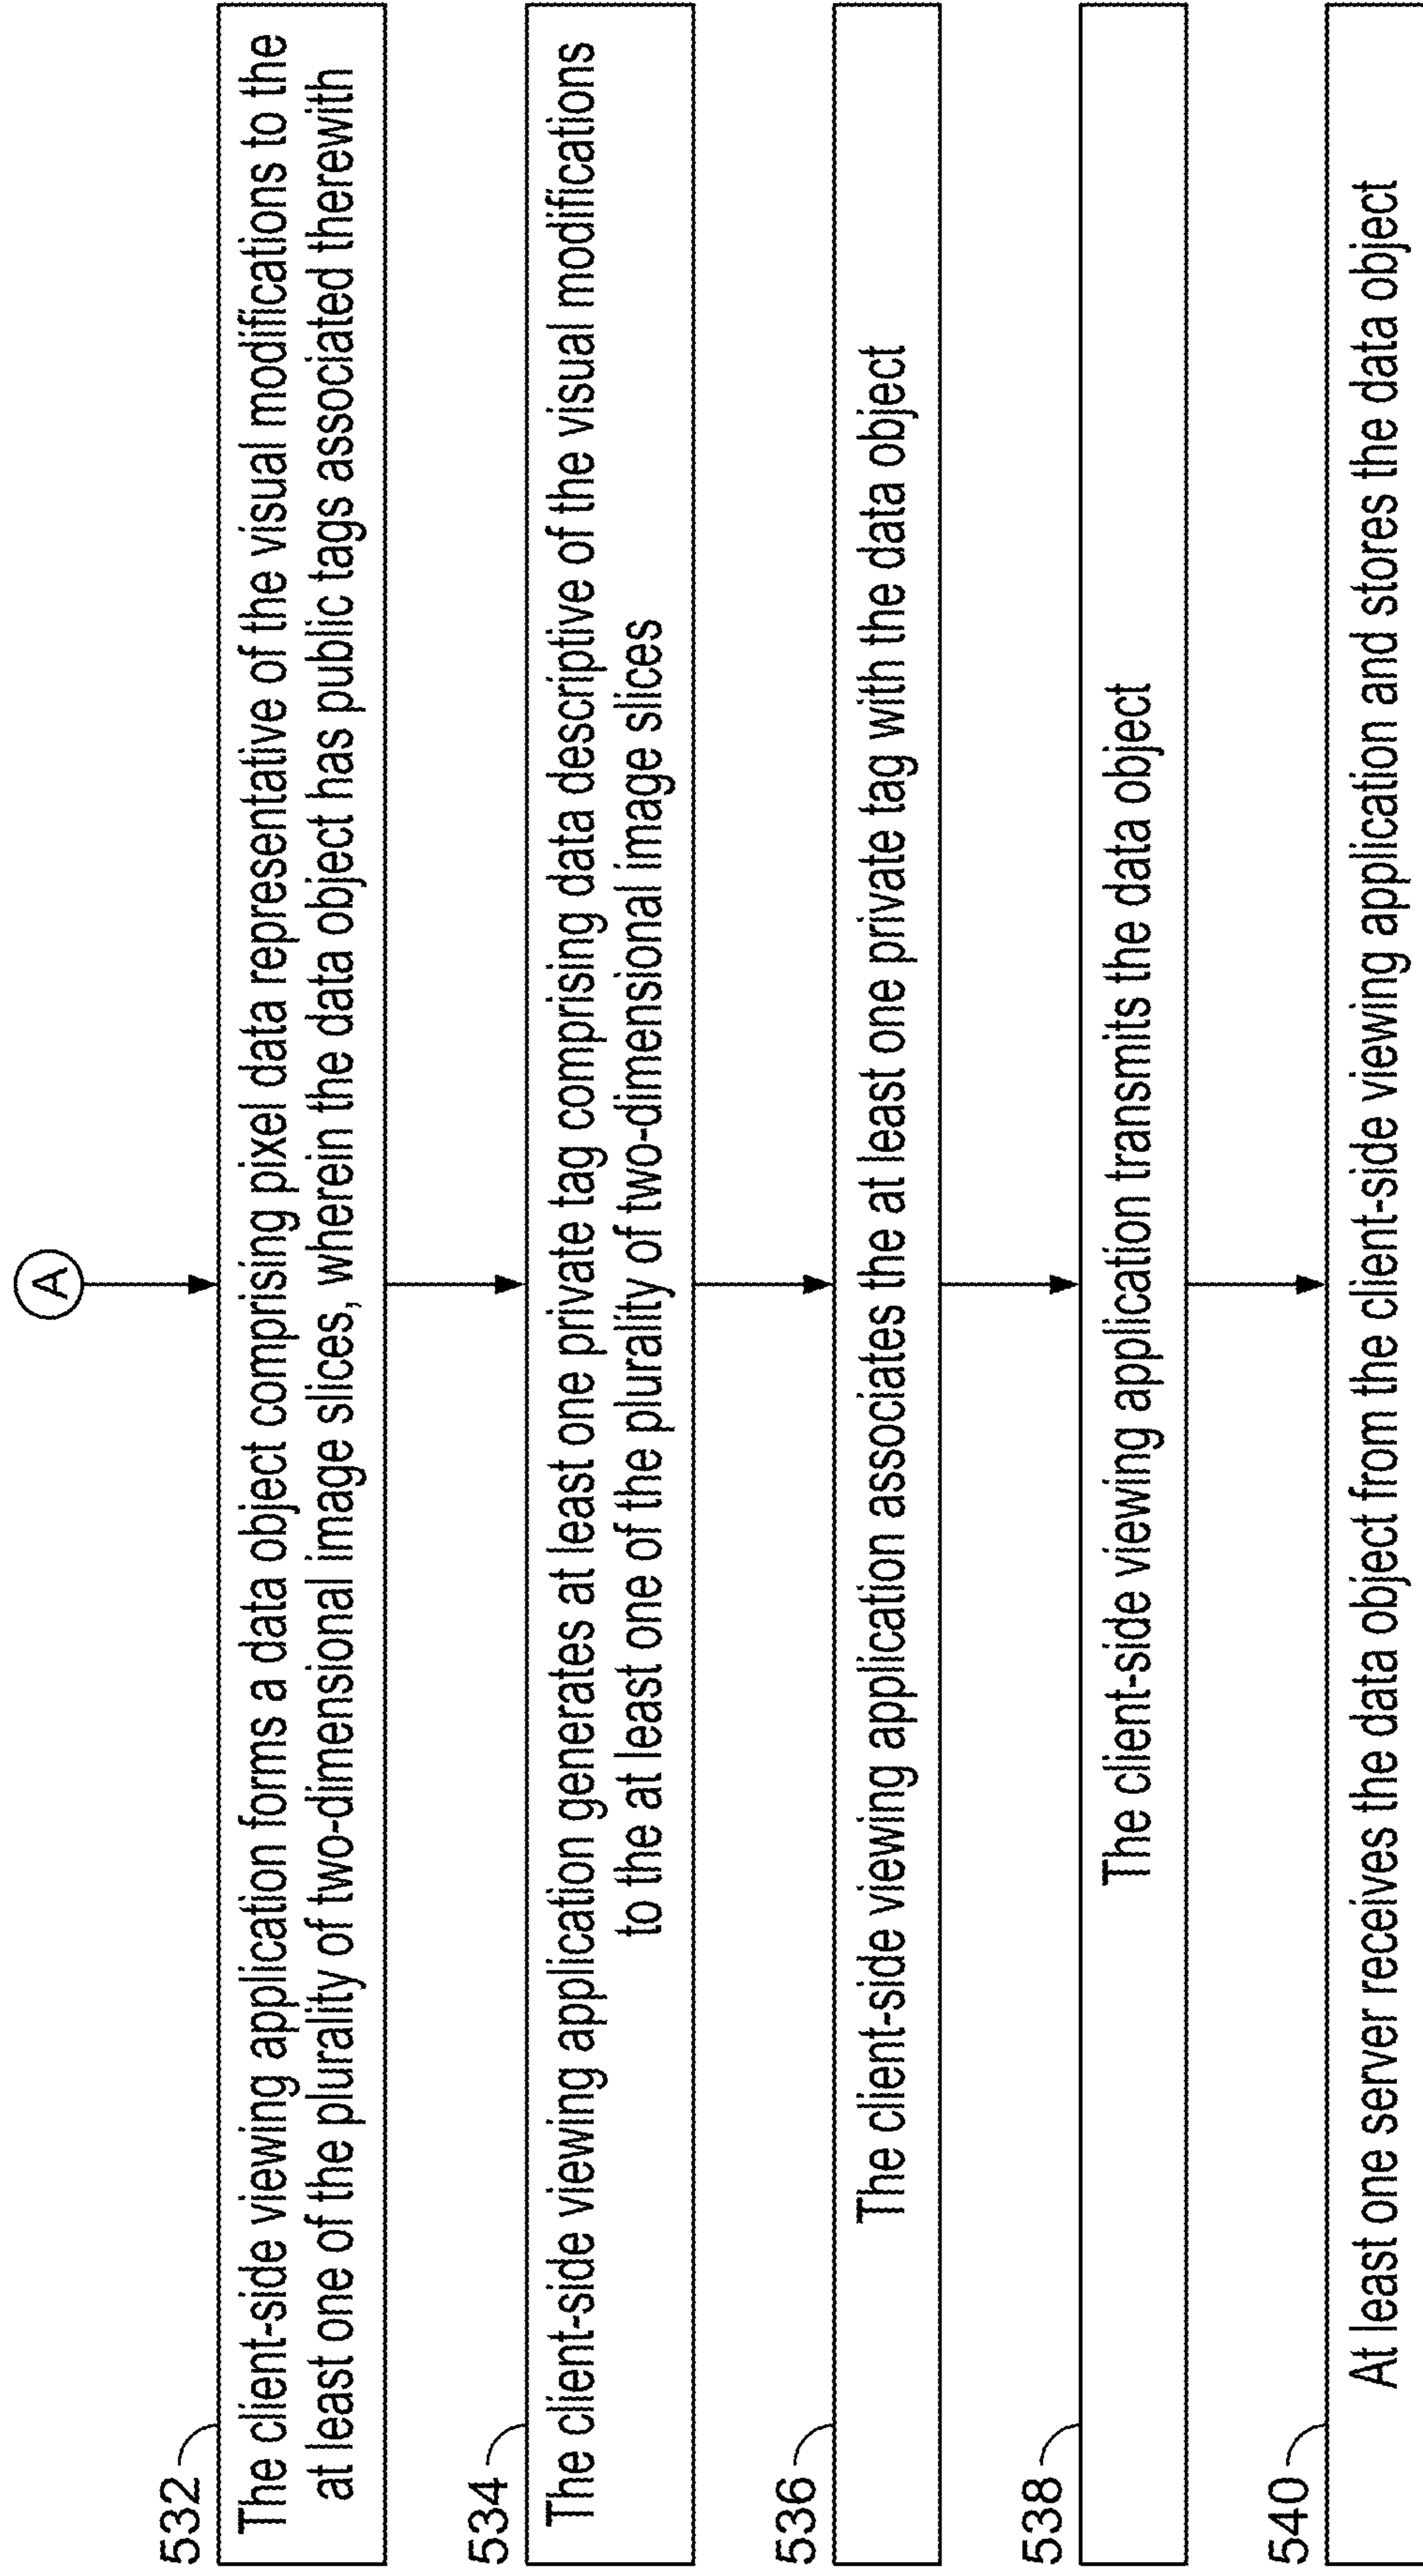 A
532
The client-side viewing application forms a data object comprising pixel data representative of the visual modifications to the
at least one of the plurality of two-dimensional image slices, wherein the data object has public tags associated therewith
534
The client-side viewing application generates at least one private tag comprising data descriptive of the visual modifications
to the at least one of the plurality of two-dimensional image slices
536
The client-side viewing application associates the at least one private tag with the data object
538
The client-side viewing application transmits the data object
540
At least one server receives the data object from the client-side viewing application and stores the data object